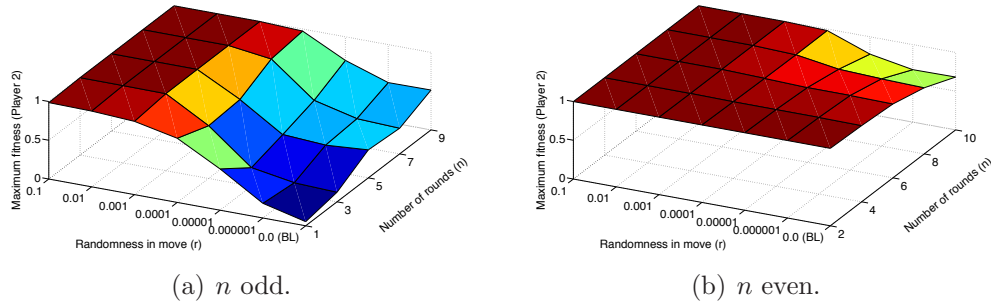 Maximum fitness (Player 2)
1
0.5
0
0.1
0.01
0.001
0.0001
0.00001
0.000001
0.0 (BL)
Randomness in move (r)
1
3
5
7
9
Number of rounds (n)
(a) n odd.
Maximum fitness (Player 2)
1
0.5
0
0.1
0.01
0.001
0.0001
0.00001
0.000001
0.0 (BL)
Randomness in move (r)
2
4
6
8
10
Number of rounds (n)
(b) n even.